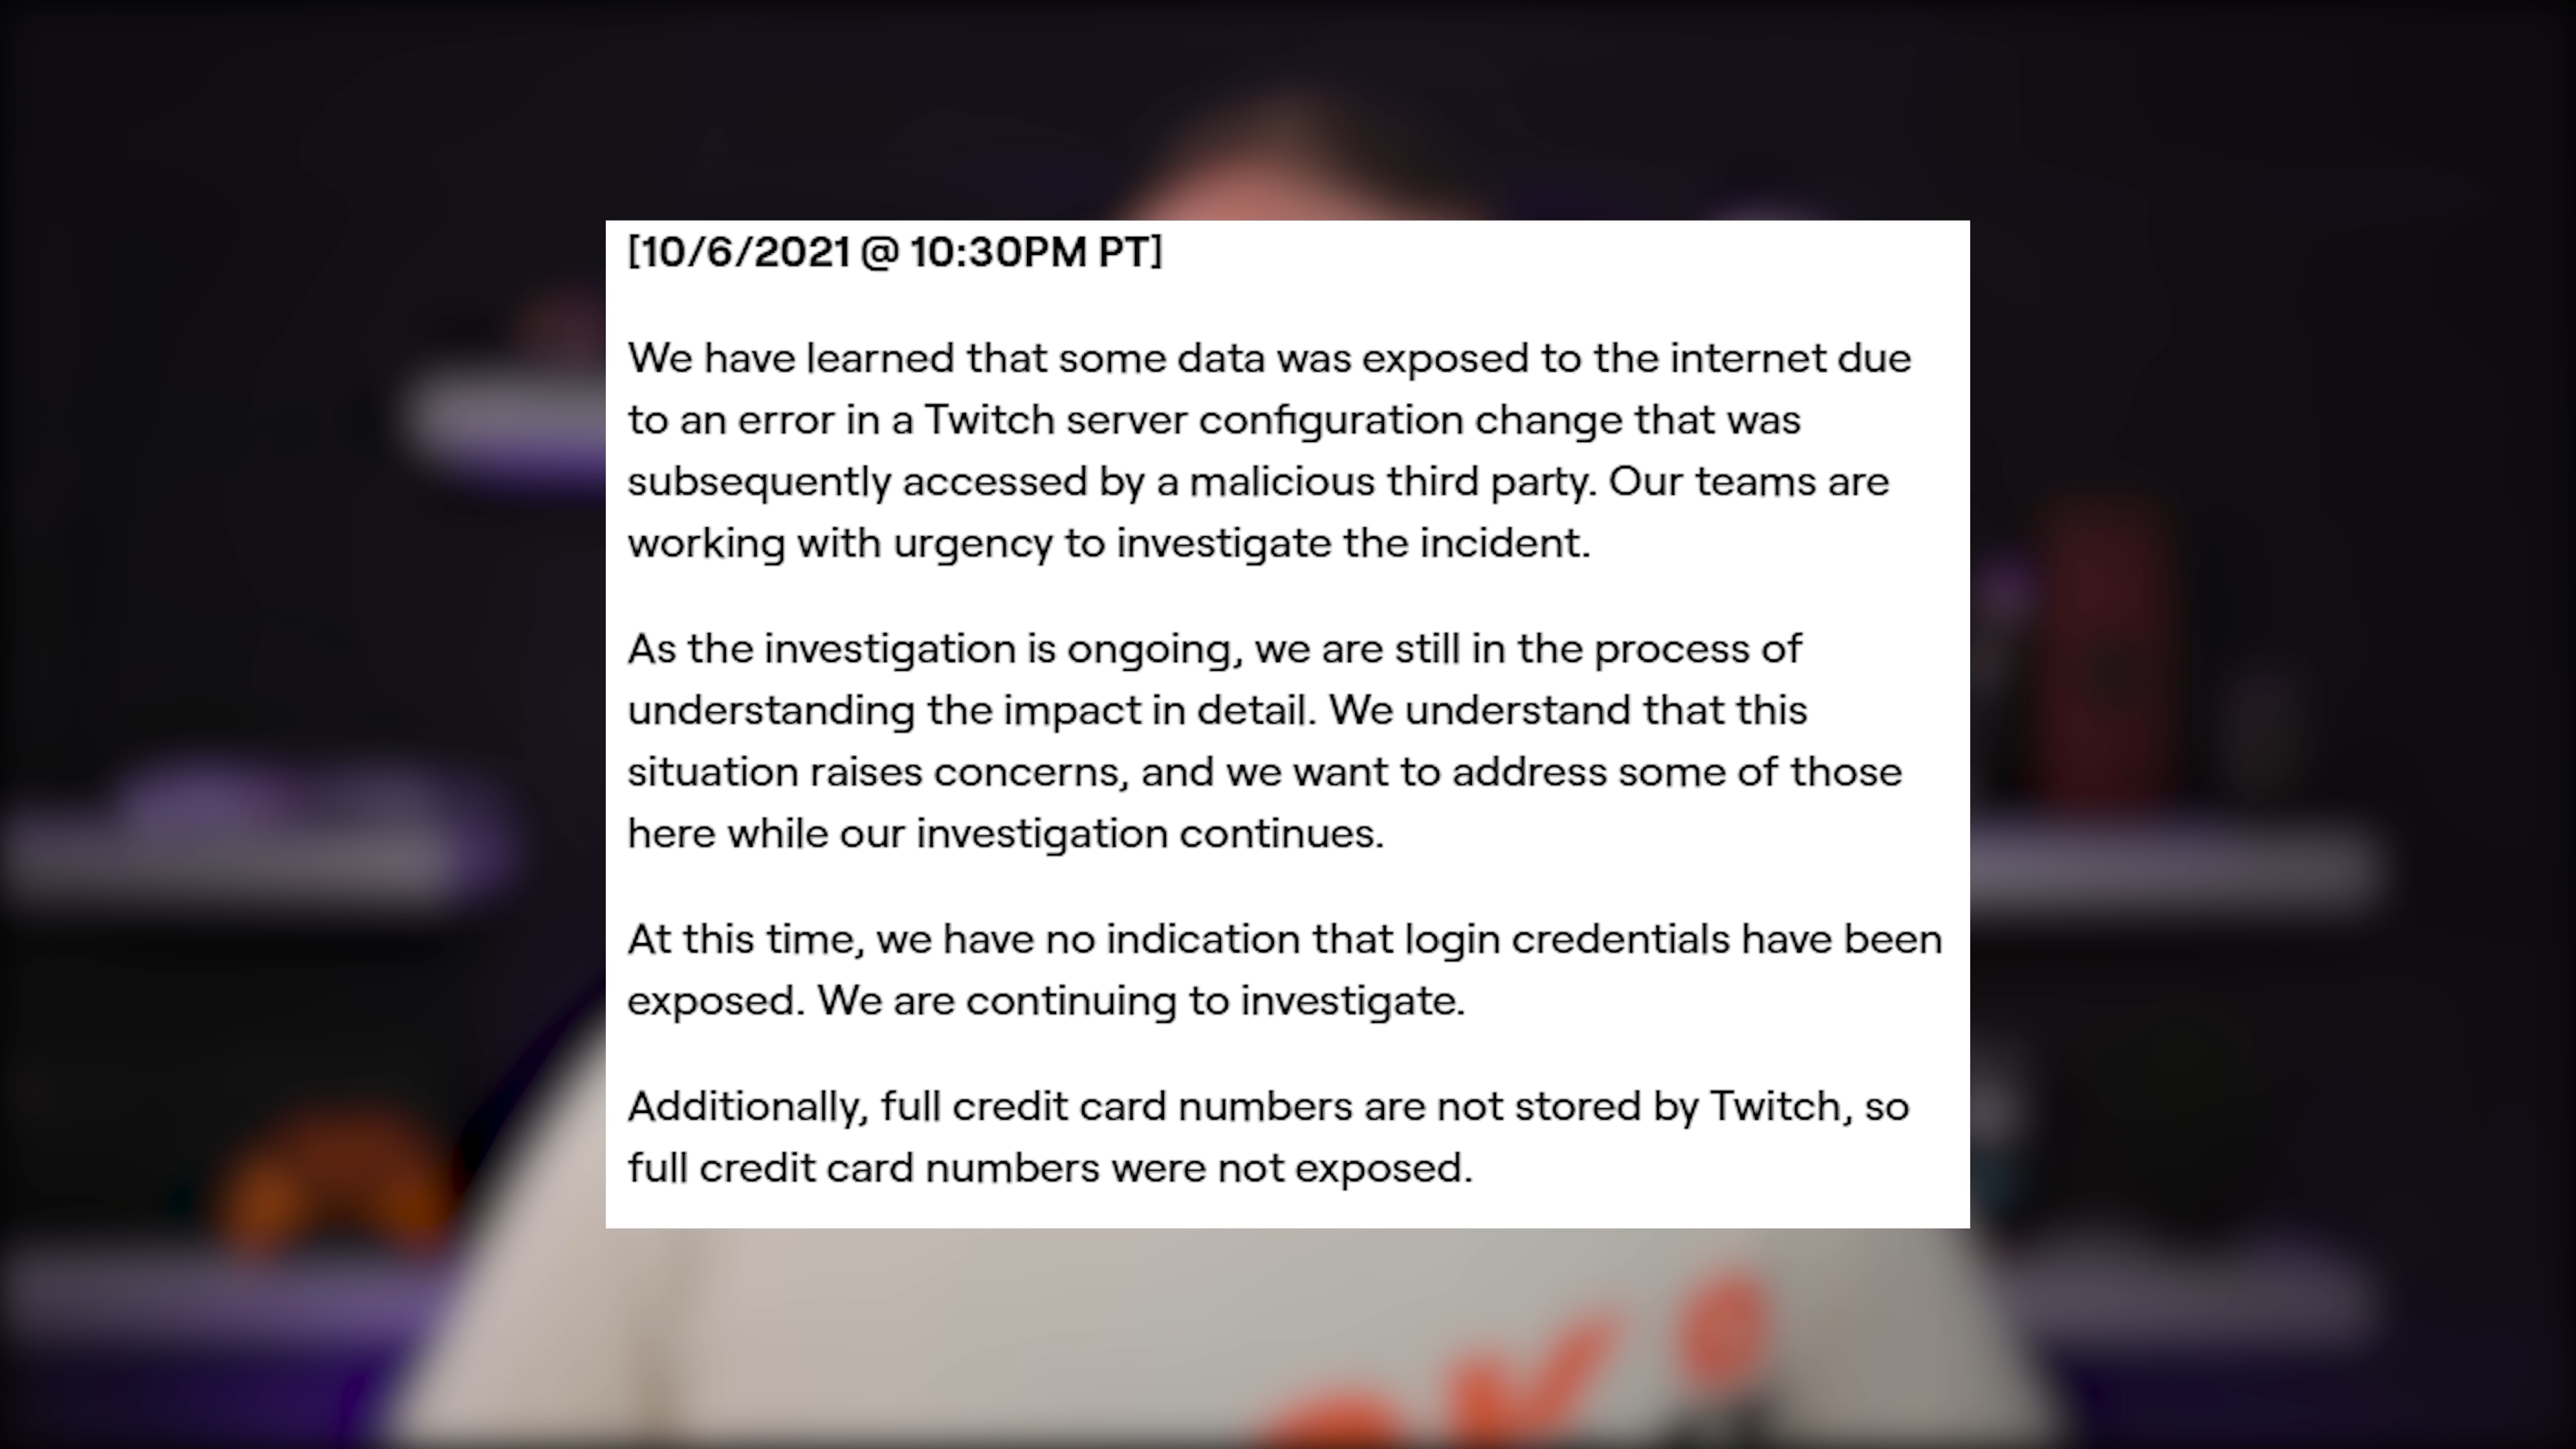 [10/6/2021 @ 10:30PM PT]
We have learned that some data was exposed to the internet due
to an error in a Twitch server configuration change that was
subsequently accessed by a malicious third party. Our teams are
working with urgency to investigate the incident.
As the investigation is ongoing, we are still in the process of
understanding the impact in detail. We understand that this
situation raises concerns, and we want to address some of those
here while our investigation continues.
At this time, we have no indication that login credentials have been
exposed. We are continuing to investigate.
Additionally, full credit card numbers are not stored by Twitch, so
full credit card numbers were not exposed.